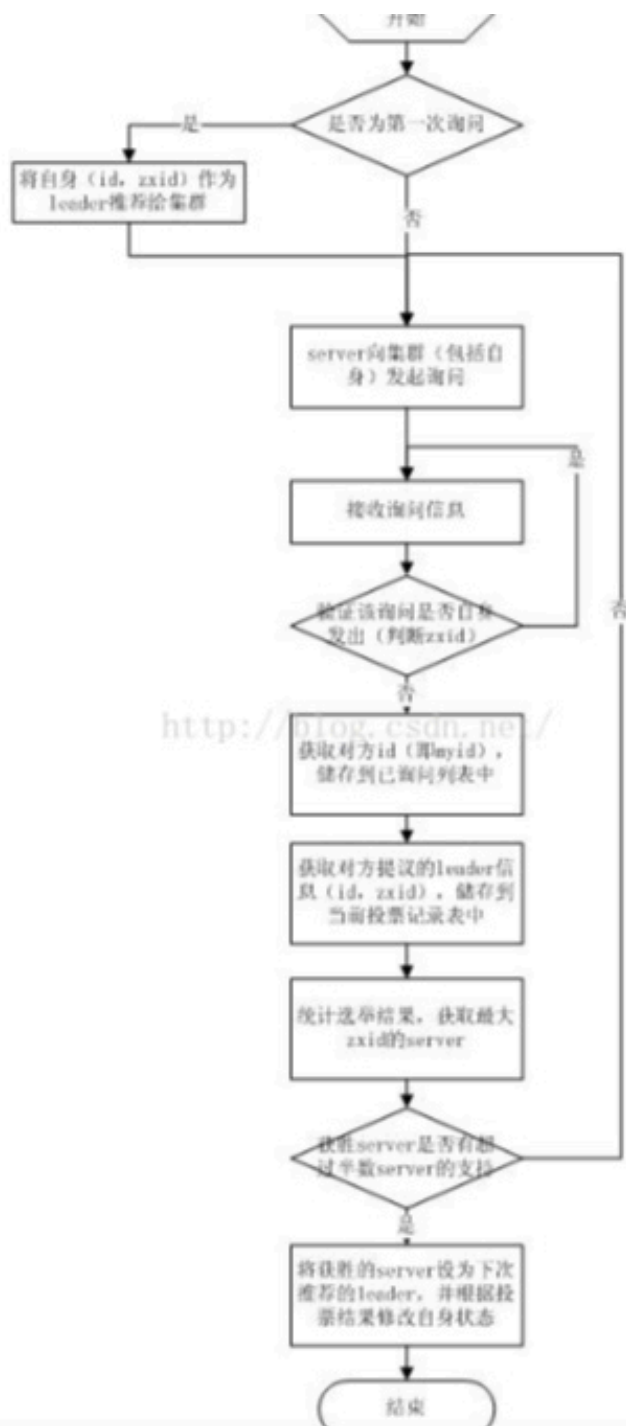 开始
是否为第一次询问
是
将自身（id，zxid）作为
leader推荐给集群
否
server向集群（包括自
身）发起询问
是
接收询问信息
验证该询问是否自身
发出（判断zxid）
否
否
http://blog.csdn.net/
获取对方id（即myid），
储存到已询问列表中
获取对方提议的leader信
息（id，zxid），储存到
当前投票记录表中
统计选举结果，获取最大
zxid的server
获胜server是否有超
过半数server的支持
是
将获胜的server设为下次
推荐的leader，并根据投
票结果修改自身状态
结束